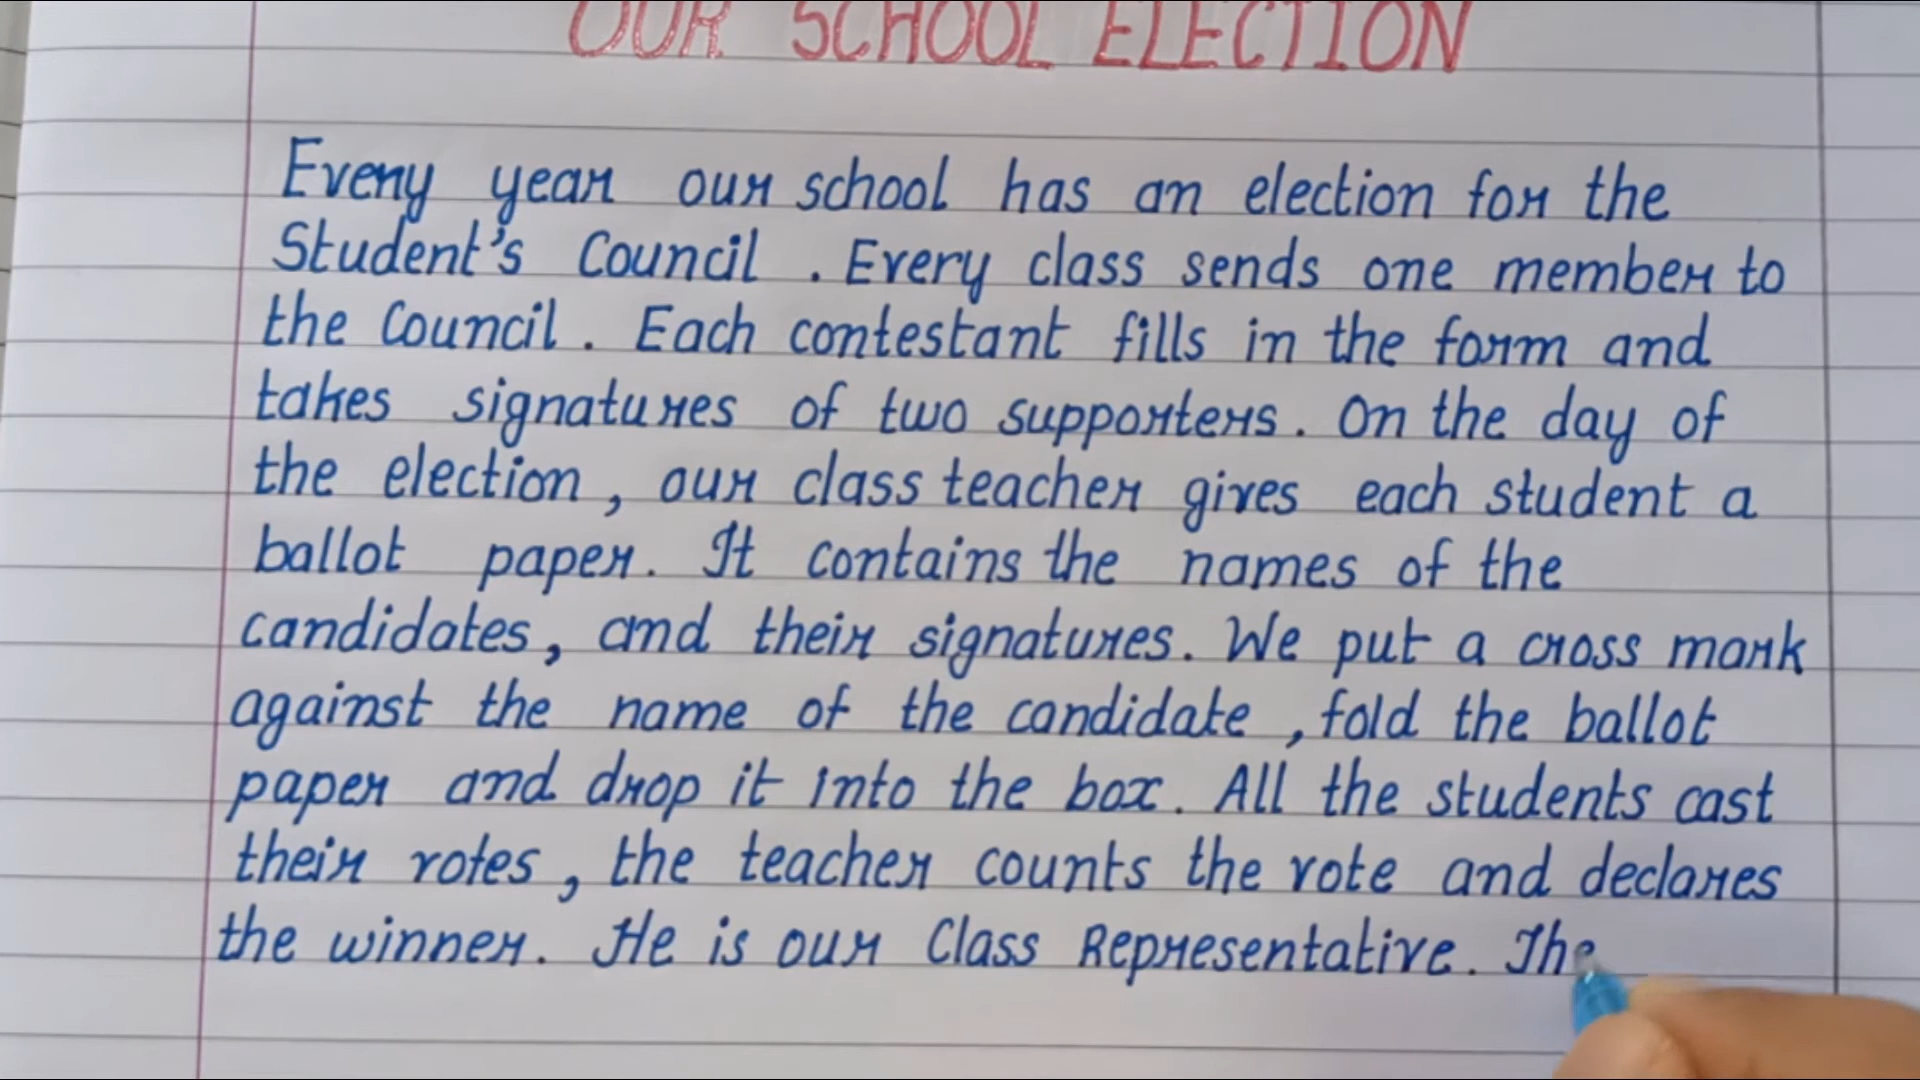 OUR SCHOOL ELECTION
Every year our school has an election for the
Student's Council . Every class sends one member to
the Council . Each contestant fills in the form and
takes signatures of two supporters . On the day of
the election , our class teacher gives each student a
ballot paper . It contains the names of the
candidates , and their signatures . We put a cross mark
against the name of the candidate , fold the ballot
paper and drop it into the box . All the students cast
their votes , the teacher counts the vote and declares
the winner . He is our Class Representative . The